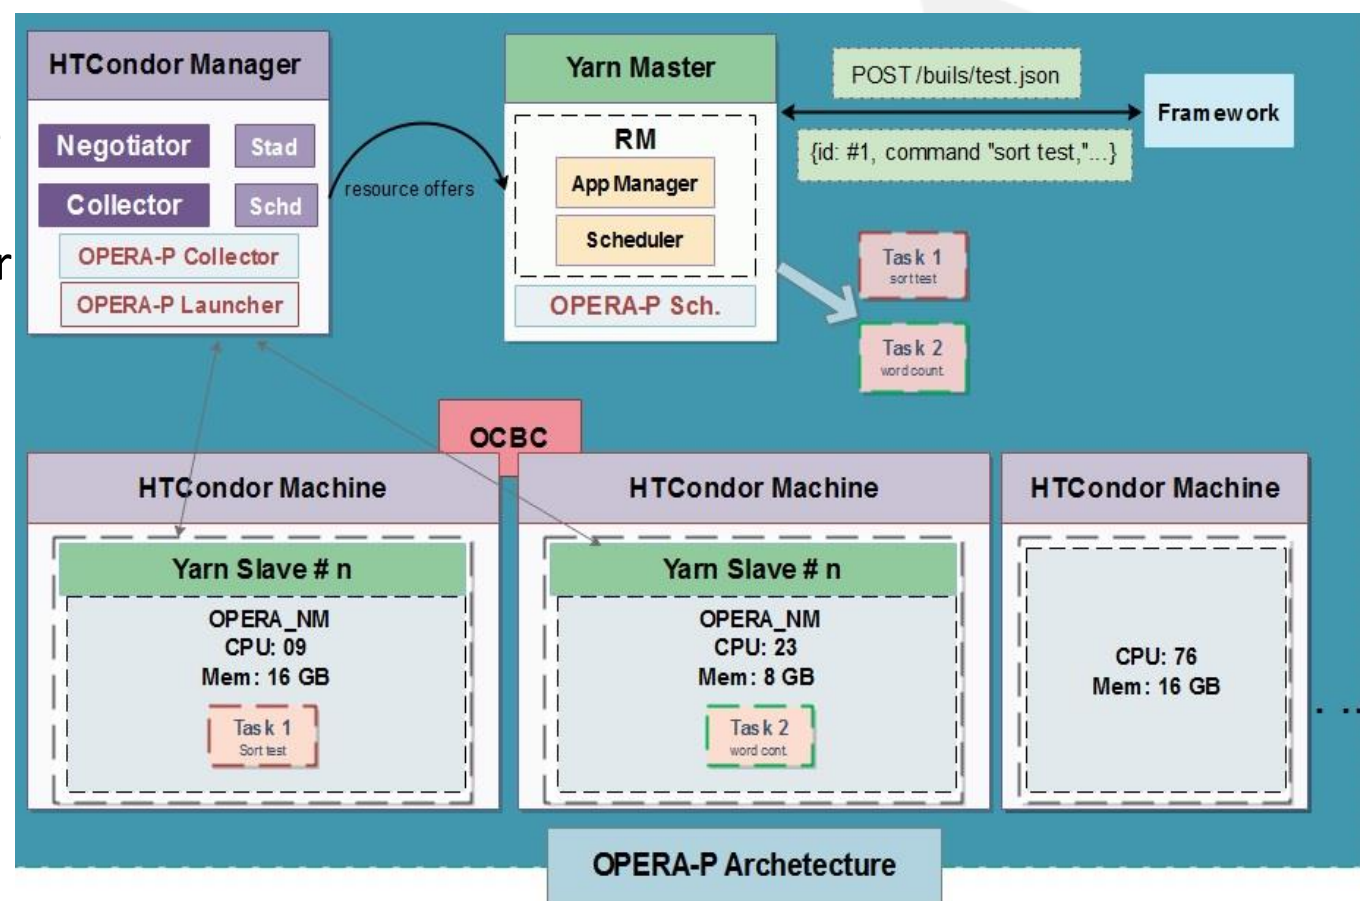 HTCondor Manager
Negotiator
Stad
Collector
Schd
OPERA-P Collector
OPERA-P Launcher
resource offers
Yarn Master
RM
App Manager
Scheduler
OPERA-P Sch.
POST /buils/test.json
{id: #1, command "sort test,"...}
Framework
Task 1
sort test
Task 2
word count.
r
OCBC
HTCondor Machine
Yarn Slave # n
OPERA_NM
CPU: 09
Mem: 16 GB
Task 1
Sort test
HTCondor Machine
Yarn Slave # n
OPERA_NM
CPU: 23
Mem: 8 GB
Task 2
word cont.
HTCondor Machine
CPU: 76
Mem: 16 GB
. ..
OPERA-P Archetecture